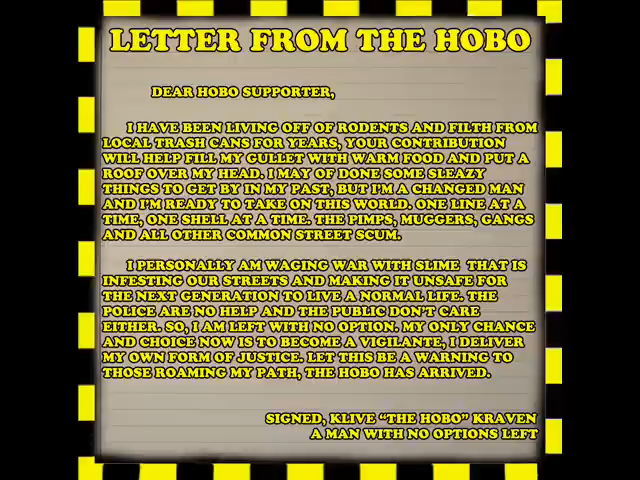 LETTER FROM THE HOBO
DEAR HOBO SUPPORTER,
I HAVE BEEN LIVING OFF OF RODENTS AND FILTH FROM
LOCAL TRASH CANS FOR YEARS, YOUR CONTRIBUTION
WILL HELP FILL MY GULLET WITH WARM FOOD AND PUT A
ROOF OVER MY HEAD. I MAY OF DONE SOME SLEAZY
THINGS TO GET BY IN MY PAST, BUT I'M A CHANGED MAN
AND I'M READY TO TAKE ON THIS WORLD. ONE LINE AT A
TIME, ONE SHELL AT A TIME. THE PIMPS, MUGGERS, GANGS
AND ALL OTHER COMMON STREET SCUM.
I PERSONALLY AM WAGING WAR WITH SLIME THAT IS
INFESTING OUR STREETS AND MAKING IT UNSAFE FOR
THE NEXT GENERATION TO LIVE A NORMAL LIFE. THE
POLICE ARE NO HELP AND THE PUBLIC DON'T CARE
EITHER. SO, I AM LEFT WITH NO OPTION. MY ONLY CHANCE
AND CHOICE NOW IS TO BECOME A VIGILANTE, I DELIVER
MY OWN FORM OF JUSTICE. LET THIS BE A WARNING TO
THOSE ROAMING MY PATH, THE HOBO HAS ARRIVED.
SIGNED, KLIVE "THE HOBO" KRAVEN
A MAN WITH NO OPTIONS LEFT